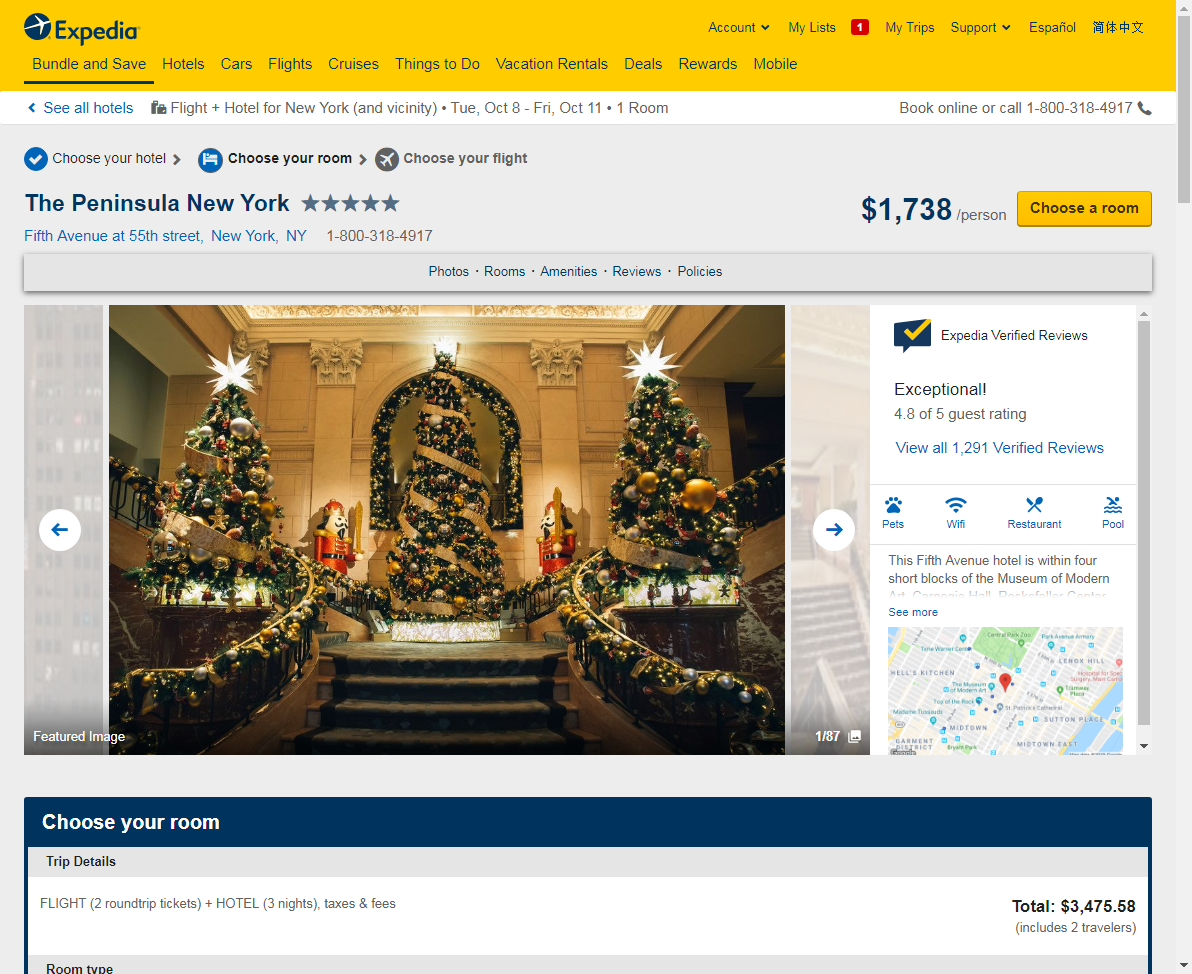 Expedia
Account
My Lists
1
My Trips
Support
Español
简体中文
Bundle and Save
Hotels
Cars
Flights
Cruises
Things to Do
Vacation Rentals
Deals
Rewards
Mobile
See all hotels
Flight + Hotel for New York (and vicinity) • Tue, Oct 8 - Fri, Oct 11 • 1 Room
Book online or call 1-800-318-4917
Choose your hotel
Choose your room
Choose your flight
The Peninsula New York
$1,738 /person
Choose a room
Fifth Avenue at 55th street, New York, NY 1-800-318-4917
Photos · Rooms · Amenities · Reviews · Policies
Expedia Verified Reviews
Exceptional!
4.8 of 5 guest rating
View all 1,291 Verified Reviews
Pets
Wifi
Restaurant
Pool
This Fifth Avenue hotel is within four
short blocks of the Museum of Modern
Art, Carnegie Hall, Rockefeller Center,
See more
Central Park Zoo
Park Avenue Armory
Time Warner Center
LENOX HILL
HELL'S KITCHEN
The Museum
of Modern Art
Tramway
Plaza
Top of the Rock
St. Patrick's Cathedral
Madame Tussauds
SUTTON PLACE
MIDTOWN
GARMENT
DISTRICT
Bryant Park
MIDTOWN EAST
Featured Image
1/87
Choose your room
Trip Details
FLIGHT (2 roundtrip tickets) + HOTEL (3 nights), taxes & fees
Total: $3,475.58
(includes 2 travelers)
Room type